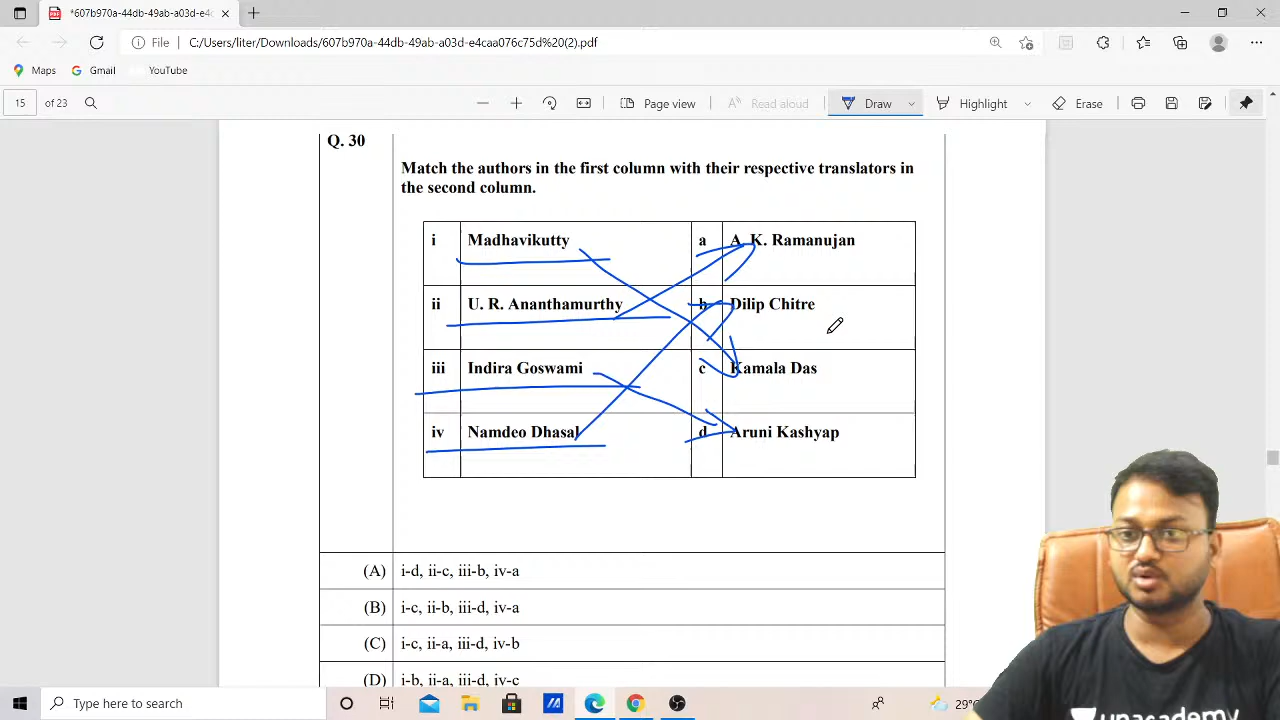 *607b970a-44db-49ab-a03d-e4c
File
C:/Users/liter/Downloads/607b970a-44db-49ab-a03d-e4caa076c75d%20(2).pdf
Maps Gmail YouTube
15 of 23 Page view Read aloud Draw Highlight Erase
Q. 30
Match the authors in the first column with their respective translators in
the second column.
i Madhavikutty a A. K. Ramanujan
ii U. R. Ananthamurthy b Dilip Chitre
iii Indira Goswami c Kamala Das
iv Namdeo Dhasal d Aruni Kashyap
(A) i-d, ii-c, iii-b, iv-a
(B) i-c, ii-b, iii-d, iv-a
(C) i-c, ii-a, iii-d, iv-b
(D) i-b, ii-a, iii-d, iv-c
Type here to search
29°
unacademy